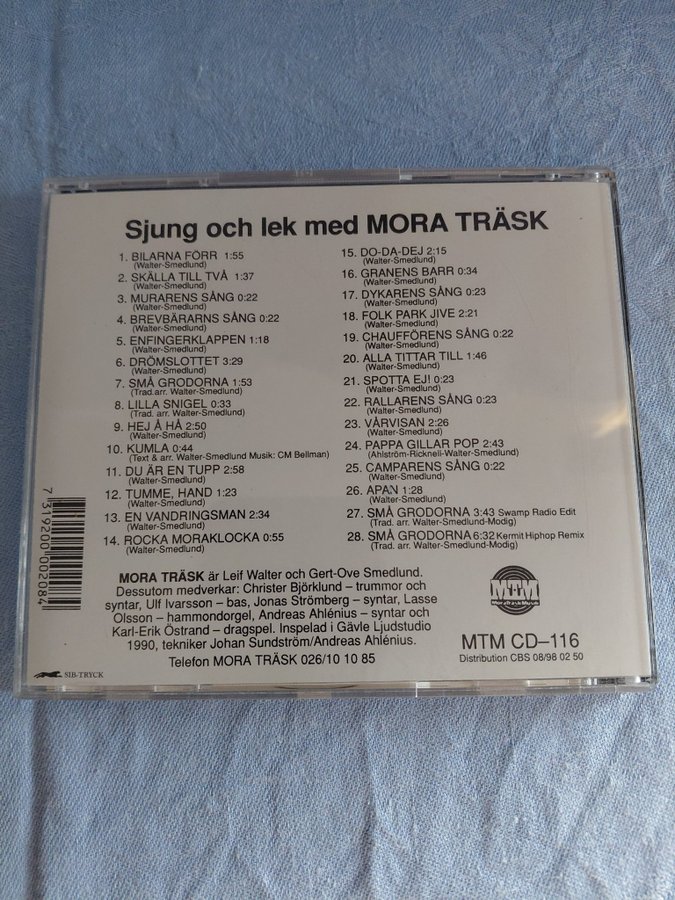 Sjung och lek med MORA TRÄSK
1. BILARNA FÖRR 1:55
(Walter-Smedlund)
2. SKÄLLA TILL TVÅ 1:37
(Walter-Smedlund)
3. MURARENS SÅNG 0:22
(Walter-Smedlund)
4. BREVBÄRARNS SÅNG 0:22
(Walter-Smedlund)
5. ENFINGERKLAPPEN 1:18
(Walter-Smedlund)
6. DRÖMSLOTTET 3:29
(Walter-Smedlund)
7. SMÅ GRODORNA 1:53
(Trad.arr. Walter-Smedlund)
8. LILLA SNIGEL 0:33
(Trad. arr. Walter-Smedlund)
9. HEJ Å HÅ 2:50
(Walter-Smedlund)
10. KUMLA 0:44
(Text & arr. Walter-Smedlund Musik: CM Bellman)
11. DU ÄR EN TUPP 2:58
(Walter-Smedlund)
12. TUMME, HAND 1:23
(Walter-Smedlund)
13. EN VANDRINGSMAN 2:34
(Walter-Smedlund)
14. ROCKA MORAKLOCKA 0:55
(Walter-Smedlund)
15. DO-DA-DEJ 2:15
(Walter-Smedlund)
16. GRANENS BARR 0:34
(Walter-Smedlund)
17. DYKARENS SÅNG 0:23
(Walter-Smedlund)
18. FOLK PARK JIVE 2:21
(Walter-Smedlund)
19. CHAUFFÖRENS SÅNG 0:22
(Walter-Smedlund)
20. ALLA TITTAR TILL 1:46
(Walter-Smedlund)
21. SPOTTA EJ! 0:23
(Walter-Smedlund)
22. RALLARENS SÅNG 0:23
(Walter-Smedlund)
23. VÅRVISAN 2:26
(Walter-Smedlund)
24. PAPPA GILLAR POP 2:43
(Ahlström-Ricknell-Walter-Smedlund)
25. CAMPARENS SÅNG 0:22
(Walter-Smedlund)
26. APAN 1:28
(Walter-Smedlund)
27. SMÅ GRODORNA 3:43 Swamp Radio Edit
(Trad. arr. Walter-Smedlund-Modig)
28. SMÅ GRODORNA 6:32 Kermit Hiphop Remix
(Trad. arr. Walter-Smedlund-Modig)
7 319200 002084
MORA TRÄSK är Leif Walter och Gert-Ove Smedlund.
Dessutom medverkar: Christer Björklund – trummor och
syntar, Ulf Ivarsson – bas, Jonas Strömberg – syntar, Lasse
Olsson – hammondorgel, Andreas Ahlénius – syntar och
Karl-Erik Östrand – dragspel. Inspelad i Gävle Ljudstudio
1990, tekniker Johan Sundström/Andreas Ahlénius.
Telefon MORA TRÄSK 026/10 10 85
MTM
Mora Träsk Musik
MTM CD–116
Distribution CBS 08/98 02 50
SIB-TRYCK